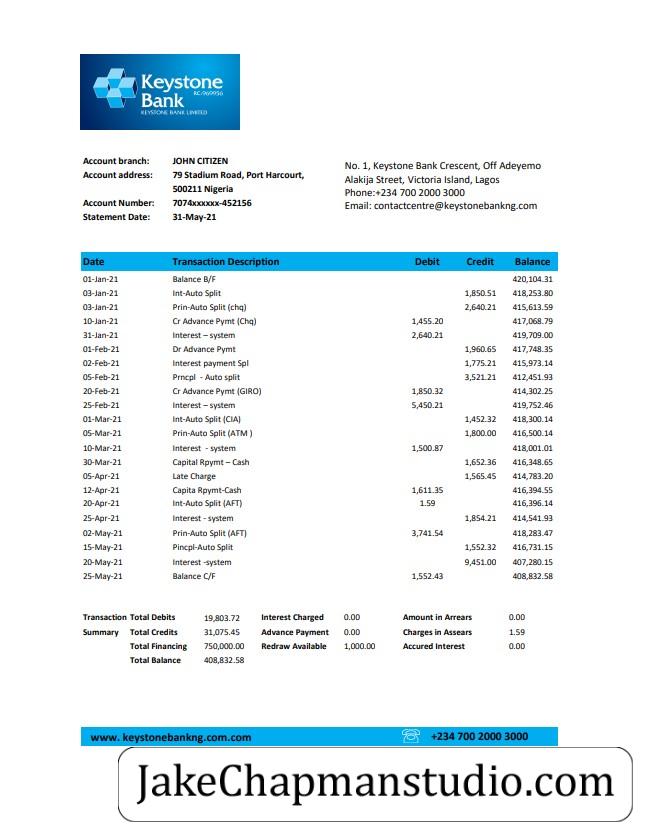 Keystone
RC-969956
Bank
KEYSTONE BANK LIMITED
Account branch: JOHN CITIZEN
Account address: 79 Stadium Road, Port Harcourt,
500211 Nigeria
Account Number: 7074xxxxxx-452156
Statement Date: 31-May-21
No. 1, Keystone Bank Crescent, Off Adeyemo
Alakija Street, Victoria Island, Lagos
Phone:+234 700 2000 3000
Email: contactcentre@keystonebankng.com
Date Transaction Description Debit Credit Balance
01-Jan-21 Balance B/F 420,104.31
03-Jan-21 Int-Auto Split 1,850.51 418,253.80
03-Jan-21 Prin-Auto Split (chq) 2,640.21 415,613.59
10-Jan-21 Cr Advance Pymt (Chq) 1,455.20 417,068.79
31-Jan-21 Interest – system 2,640.21 419,709.00
01-Feb-21 Dr Advance Pymt 1,960.65 417,748.35
02-Feb-21 Interest payment Spl 1,775.21 415,973.14
05-Feb-21 Prncpl - Auto split 3,521.21 412,451.93
20-Feb-21 Cr Advance Pymt (GIRO) 1,850.32 414,302.25
25-Feb-21 Interest – system 5,450.21 419,752.46
01-Mar-21 Int-Auto Split (CIA) 1,452.32 418,300.14
05-Mar-21 Prin-Auto Split (ATM ) 1,800.00 416,500.14
10-Mar-21 Interest - system 1,500.87 418,001.01
30-Mar-21 Capital Rpymt – Cash 1,652.36 416,348.65
05-Apr-21 Late Charge 1,565.45 414,783.20
12-Apr-21 Capita Rpymt-Cash 1,611.35 416,394.55
20-Apr-21 Int-Auto Split (AFT) 1.59 416,396.14
25-Apr-21 Interest - system 1,854.21 414,541.93
02-May-21 Prin-Auto Split (AFT) 3,741.54 418,283.47
15-May-21 Pincpl-Auto Split 1,552.32 416,731.15
20-May-21 Interest -system 9,451.00 407,280.15
25-May-21 Balance C/F 1,552.43 408,832.58
Transaction Total Debits 19,803.72 Interest Charged 0.00 Amount in Arrears 0.00
Summary Total Credits 31,075.45 Advance Payment 0.00 Charges in Assears 1.59
Total Financing 750,000.00 Redraw Available 1,000.00 Accured Interest 0.00
Total Balance 408,832.58
www. keystonebankng.com.com +234 700 2000 3000
JakeChapmanstudio.com